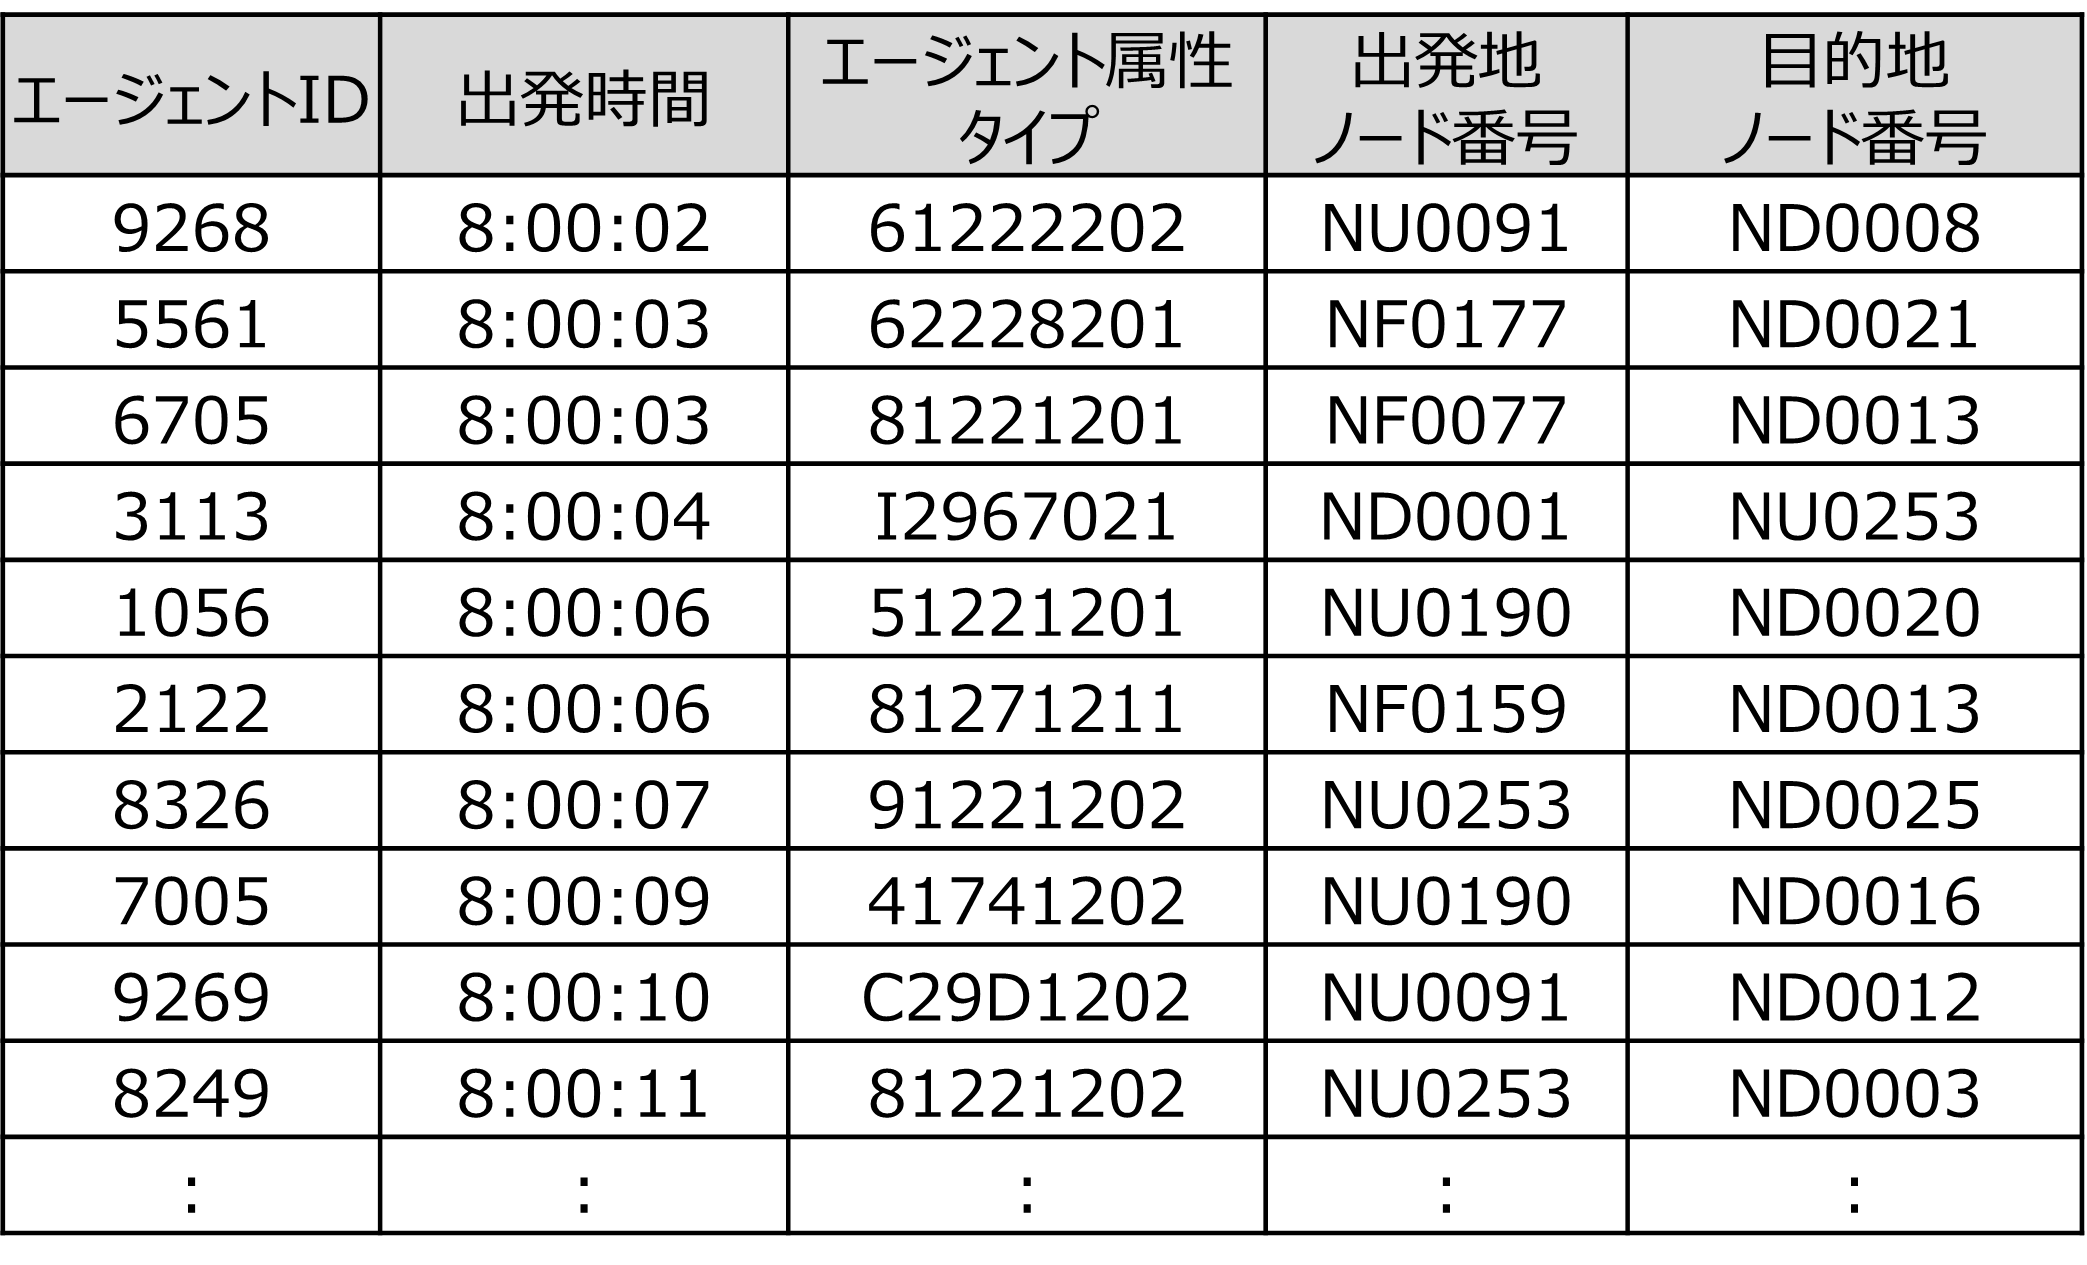 エージェントID 出発時間 エージェント属性 出発地 目的地
タイプ ノード番号 ノード番号
9268 8:00:02 61222202 NU0091 ND0008
5561 8:00:03 62228201 NF0177 ND0021
6705 8:00:03 81221201 NF0077 ND0013
3113 8:00:04 I2967021 ND0001 NU0253
1056 8:00:06 51221201 NU0190 ND0020
2122 8:00:06 81271211 NF0159 ND0013
8326 8:00:07 91221202 NU0253 ND0025
7005 8:00:09 41741202 NU0190 ND0016
9269 8:00:10 C29D1202 NU0091 ND0012
8249 8:00:11 81221202 NU0253 ND0003
: : : : :